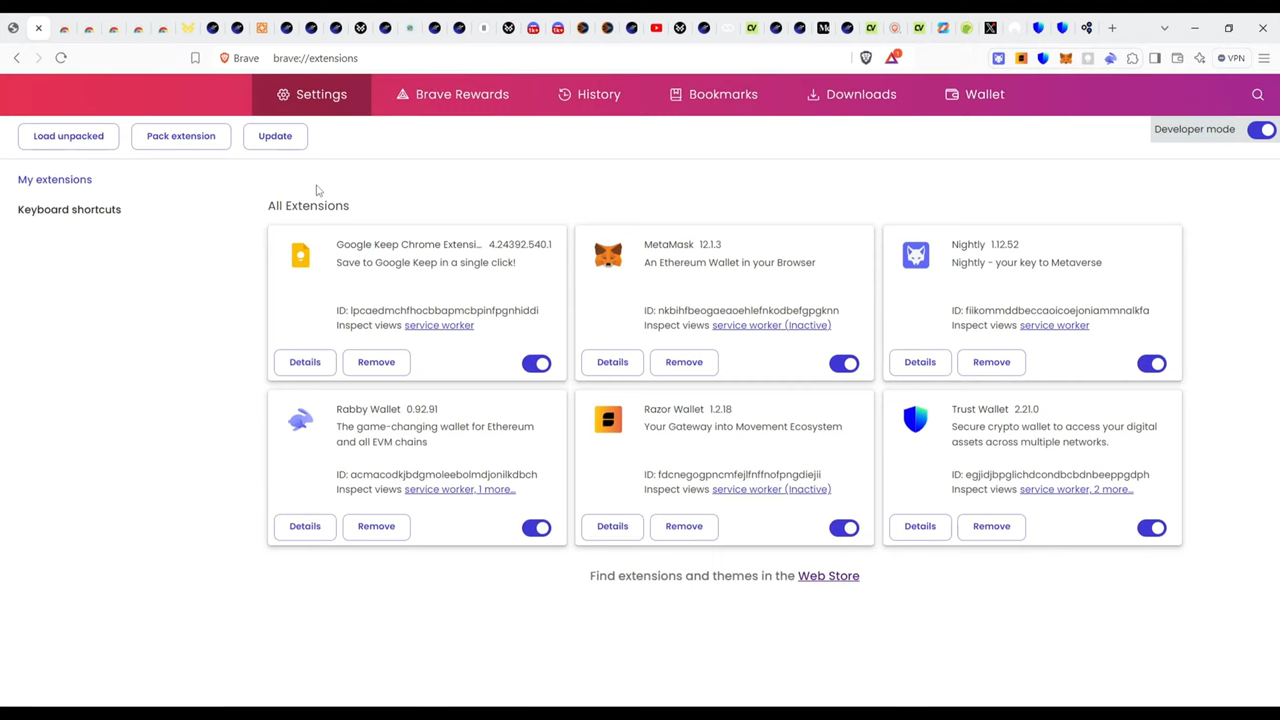 Brave
brave://extensions
1
VPN
Settings
Brave Rewards
History
Bookmarks
Downloads
Wallet
Load unpacked
Pack extension
Update
Developer mode
My extensions
Keyboard shortcuts
All Extensions
Google Keep Chrome Extensi... 4.24392.540.1
Save to Google Keep in a single click!
ID: lpcaedmchfhocbbapmcbpinfpgnhiddi
Inspect views service worker
Details
Remove
MetaMask 12.1.3
An Ethereum Wallet in your Browser
ID: nkbihfbeogaeaoehlefnkodbefgpgknn
Inspect views service worker (Inactive)
Details
Remove
Nightly 1.12.52
Nightly - your key to Metaverse
ID: fiikommddbeccaoicoejoniammnalkfa
Inspect views service worker
Details
Remove
Rabby Wallet 0.92.91
The game-changing wallet for Ethereum
and all EVM chains
ID: acmacodkjbdgmoleebolmdjonilkdbch
Inspect views service worker, 1 more...
Details
Remove
Razor Wallet 1.2.18
Your Gateway into Movement Ecosystem
ID: fdcnegogpncmfejlfnffnofpngdiejii
Inspect views service worker (Inactive)
Details
Remove
Trust Wallet 2.21.0
Secure crypto wallet to access your digital
assets across multiple networks.
ID: egjidjbpglichdcondbcbdnbeeppgdph
Inspect views service worker, 2 more...
Details
Remove
Find extensions and themes in the Web Store